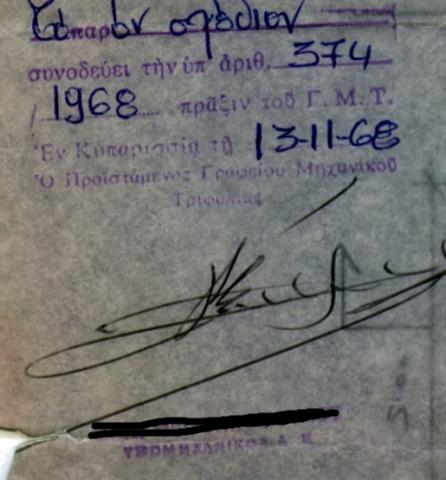 Τὸ παρὸν σχέδιον
συνοδεύει τὴν ὑπ' ἀριθ. 374
/ 1968 πρᾶξιν τοῦ Γ. Μ. Τ.
Ἐν Κυπαρισσίᾳ τῇ 13-11-68
Ὁ Προϊστάμενος Γραφείου Μηχανικοῦ
Τριφυλίας
ΥΠΟΜΗΧΑΝΙΚΟΣ Δ. Ε.